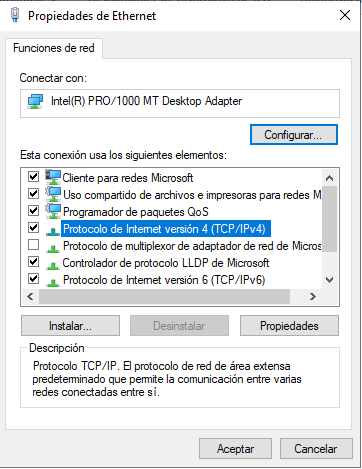 Propiedades de Ethernet
Funciones de red
Conectar con:
Intel(R) PRO/1000 MT Desktop Adapter
Configurar...
Esta conexión usa los siguientes elementos:
Cliente para redes Microsoft
Uso compartido de archivos e impresoras para redes M
Programador de paquetes QoS
Protocolo de Internet versión 4 (TCP/IPv4)
Protocolo de multiplexor de adaptador de red de Micros
Controlador de protocolo LLDP de Microsoft
Protocolo de Internet versión 6 (TCP/IPv6)
Instalar... Desinstalar Propiedades
Descripción
Protocolo TCP/IP. El protocolo de red de área extensa
predeterminado que permite la comunicación entre varias
redes conectadas entre sí.
Aceptar Cancelar